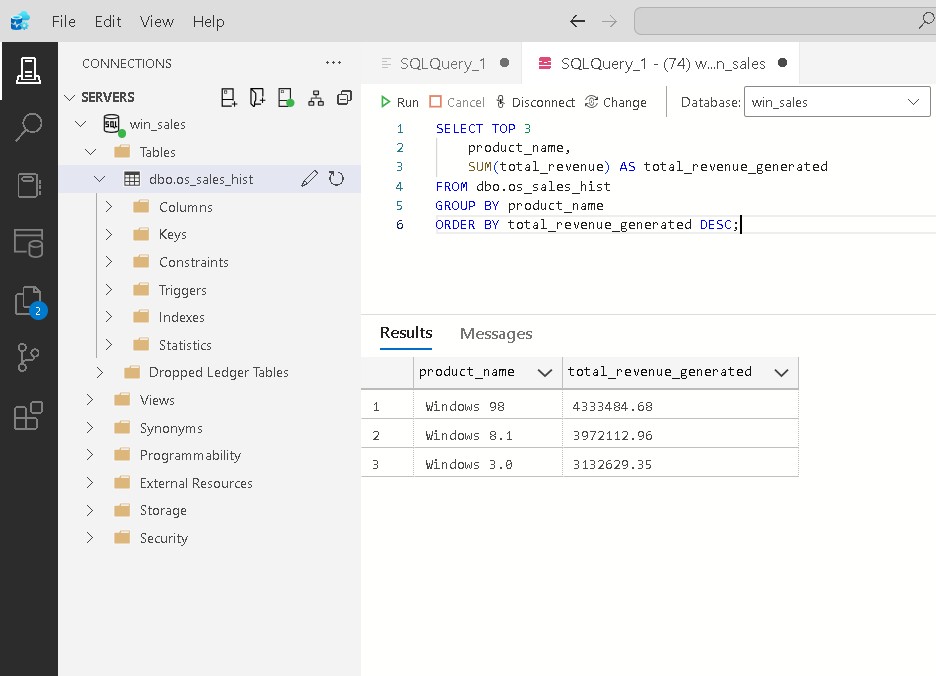 File Edit View Help
CONNECTIONS ...
SQLQuery_1
SQLQuery_1 - (74) w...n_sales
SERVERS
Run Cancel Disconnect Change Database: win_sales
win_sales
Tables
dbo.os_sales_hist
Columns
Keys
Constraints
Triggers
Indexes
Statistics
Dropped Ledger Tables
Views
Synonyms
Programmability
External Resources
Storage
Security
2
1 SELECT TOP 3
2 product_name,
3 SUM(total_revenue) AS total_revenue_generated
4 FROM dbo.os_sales_hist
5 GROUP BY product_name
6 ORDER BY total_revenue_generated DESC;
Results Messages
product_name total_revenue_generated
1 Windows 98 4333484.68
2 Windows 8.1 3972112.96
3 Windows 3.0 3132629.35